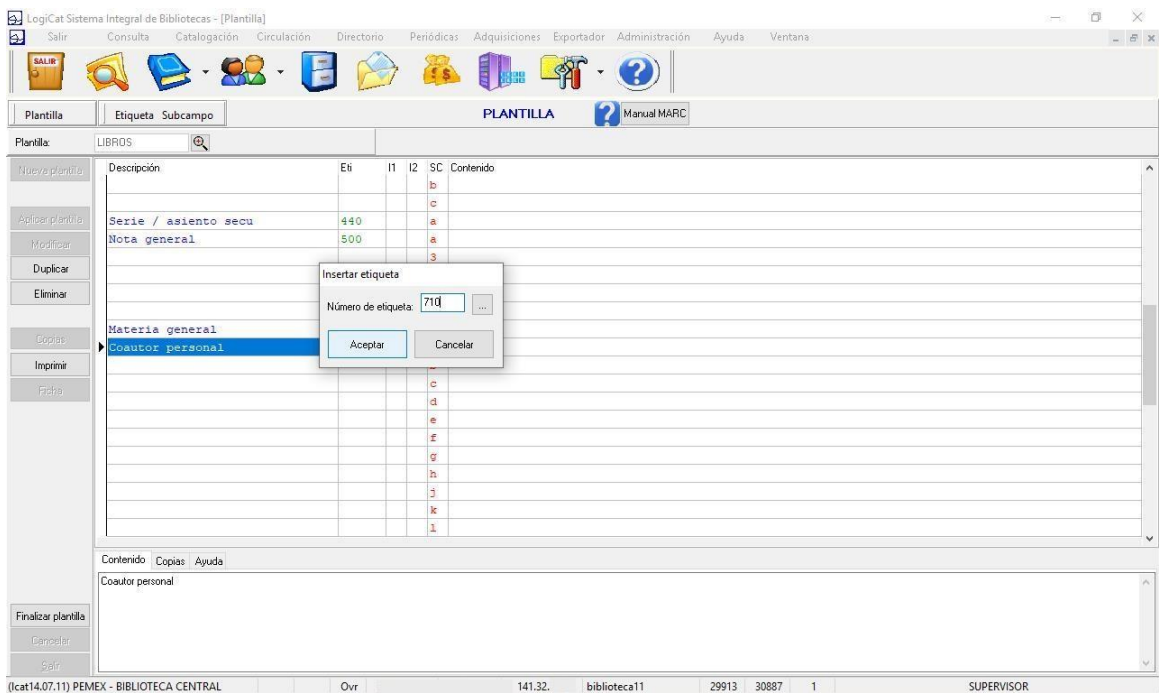 LogiCat Sistema Integral de Bibliotecas - [Plantilla]
Salir Consulta Catalogación Circulación Directorio Periódicas Adquisiciones Exportador Administración Ayuda Ventana
SALIR
Plantilla Etiqueta Subcampo PLANTILLA Manual MARC
Plantilla: LIBROS
Nueva plantilla
Descripción Eti I1 I2 SC Contenido
b
c
Aplicar plantilla
Serie / asiento secu 440 a
Modificar
Nota general 500 a
3
Duplicar
Insertar etiqueta
Eliminar
Número de etiqueta: 710 ...
Materia general
Copias
Aceptar Cancelar
Coautor personal
Imprimir
c
Ficha
d
e
f
g
h
j
k
l
Contenido Copias Ayuda
Coautor personal
Finalizar plantilla
Cancelar
Salir
(lcat14.07.11) PEMEX - BIBLIOTECA CENTRAL Ovr 141.32. biblioteca11 29913 30887 1 SUPERVISOR